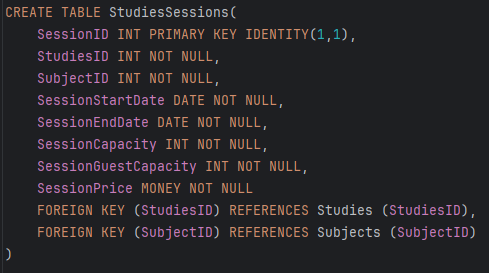 CREATE TABLE StudiesSessions(
    SessionID INT PRIMARY KEY IDENTITY(1,1),
    StudiesID INT NOT NULL,
    SubjectID INT NOT NULL,
    SessionStartDate DATE NOT NULL,
    SessionEndDate DATE NOT NULL,
    SessionCapacity INT NOT NULL,
    SessionGuestCapacity INT NOT NULL,
    SessionPrice MONEY NOT NULL
    FOREIGN KEY (StudiesID) REFERENCES Studies (StudiesID),
    FOREIGN KEY (SubjectID) REFERENCES Subjects (SubjectID)
)